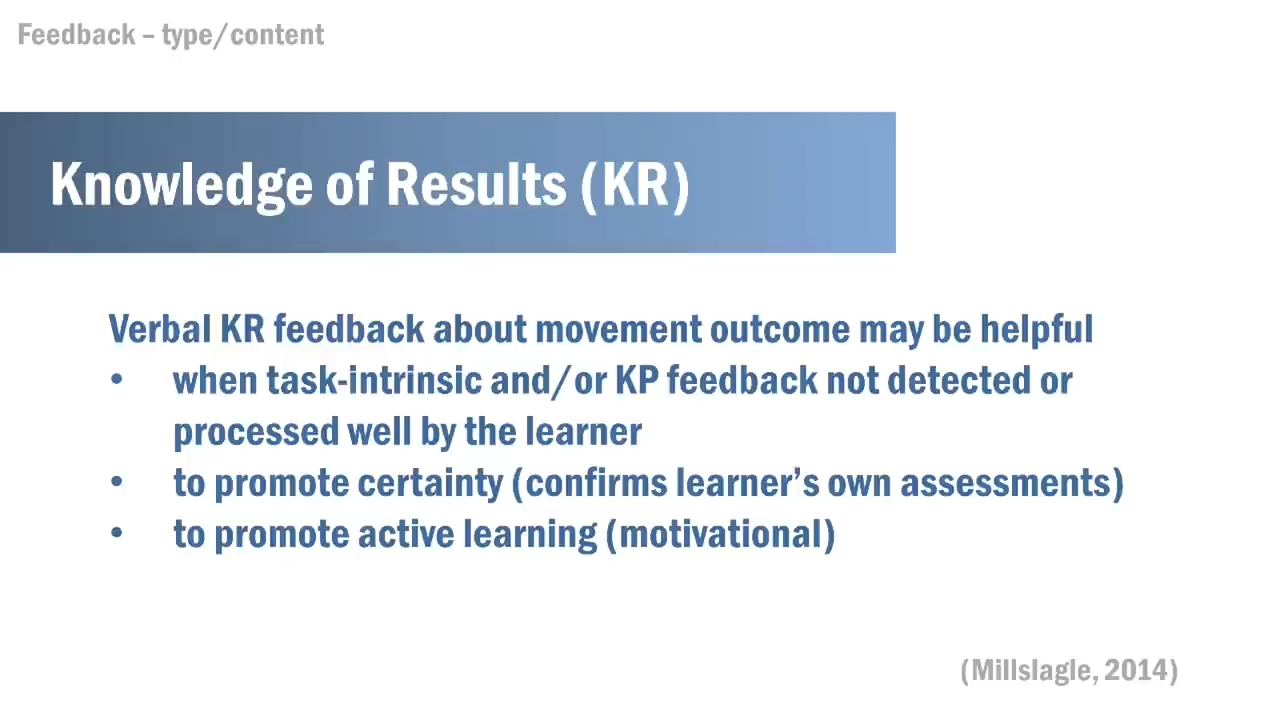 Feedback – type/content
Knowledge of Results (KR)
Verbal KR feedback about movement outcome may be helpful
• when task-intrinsic and/or KP feedback not detected or
processed well by the learner
• to promote certainty (confirms learner’s own assessments)
• to promote active learning (motivational)
(Millslagle, 2014)